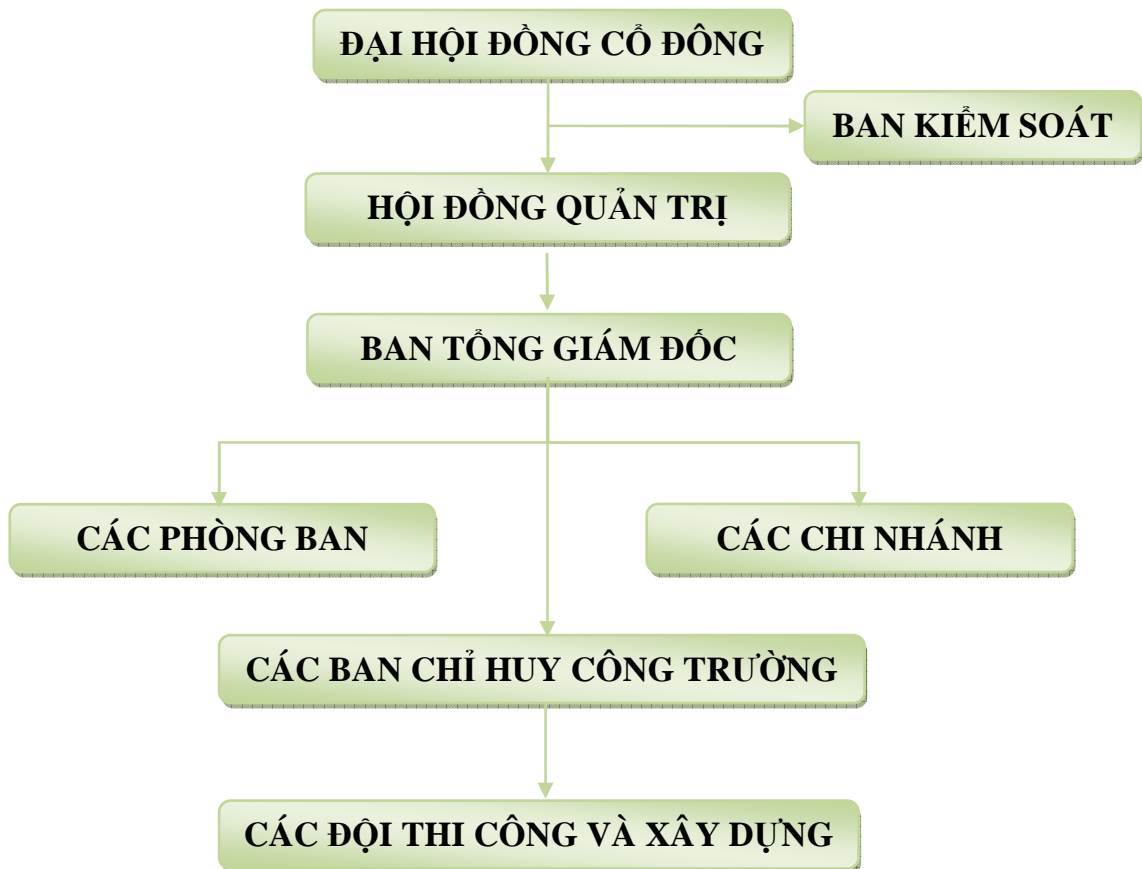 ĐẠI HỘI ĐỒNG CỔ ĐÔNG
BAN KIỂM SOÁT
HỘI ĐỒNG QUẢN TRỊ
BAN TỔNG GIÁM ĐỐC
CÁC PHÒNG BAN
CÁC CHI NHÁNH
CÁC BAN CHỈ HUY CÔNG TRƯỜNG
CÁC ĐỘI THI CÔNG VÀ XÂY DỰNG